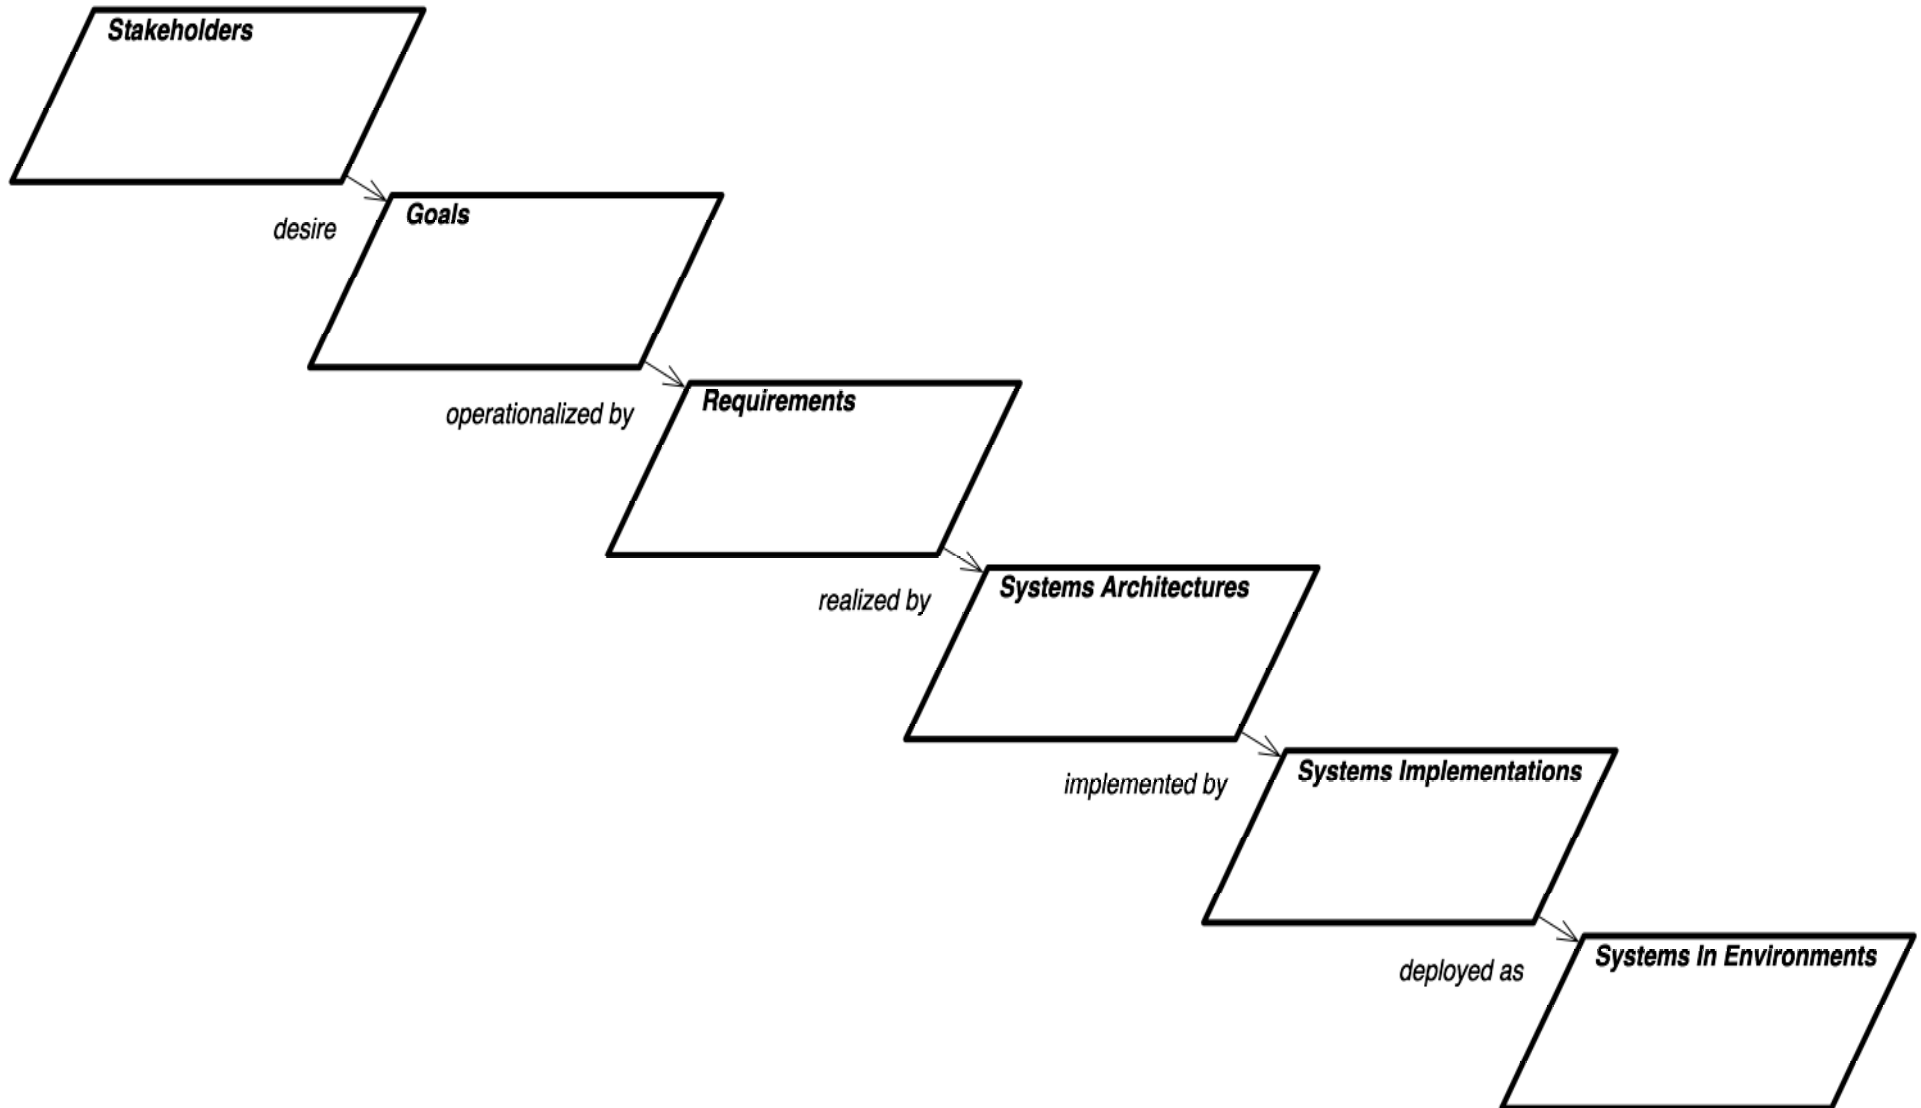 Stakeholders
desire
Goals
operationalized by
Requirements
realized by
Systems Architectures
implemented by
Systems Implementations
deployed as
Systems In Environments